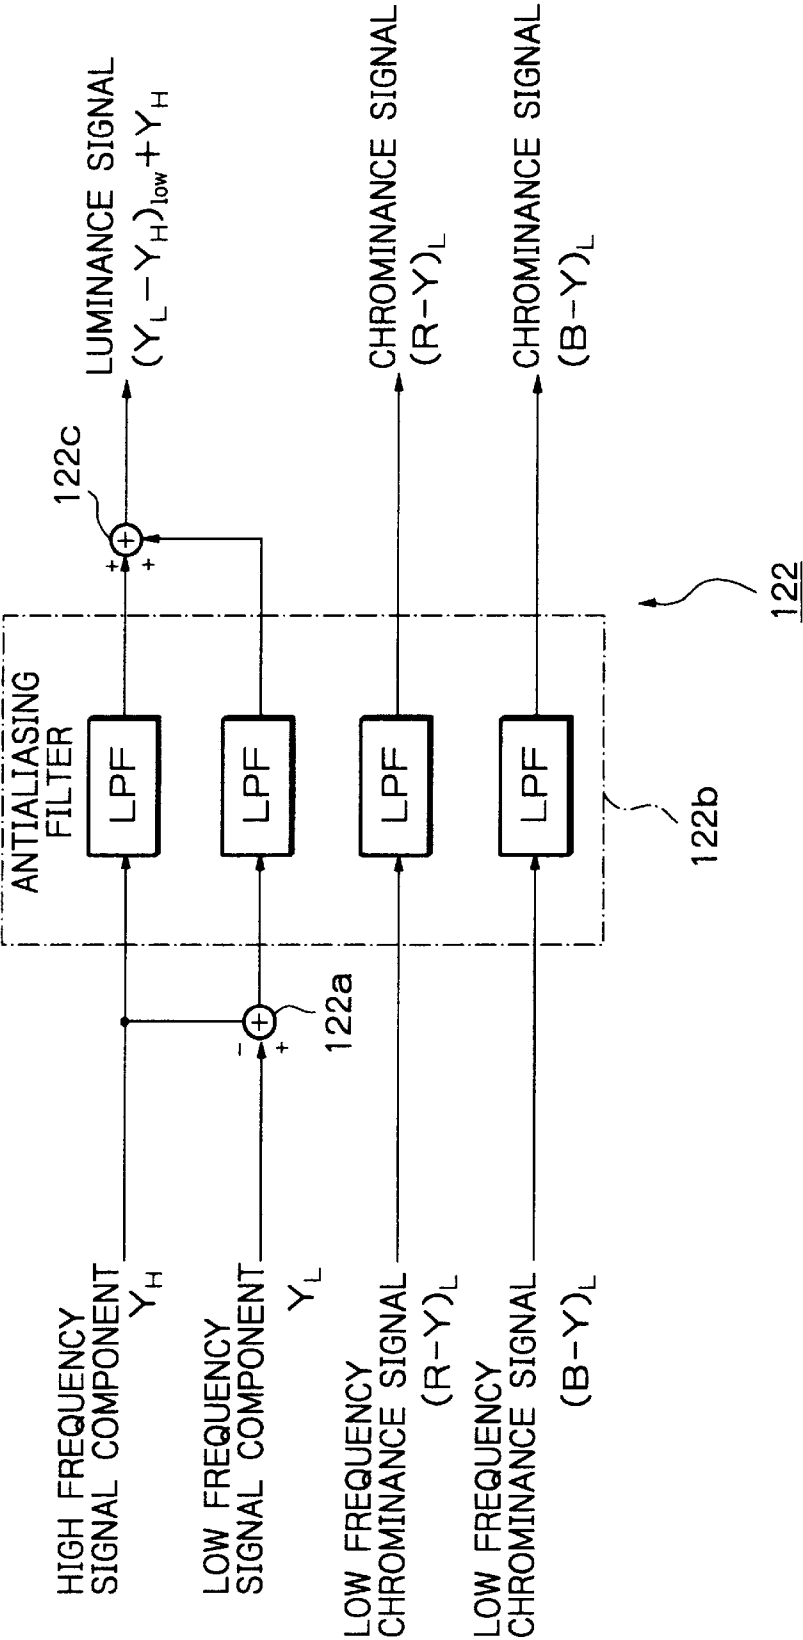 HIGH FREQUENCY
SIGNAL COMPONENT
Y_H
LOW FREQUENCY
SIGNAL COMPONENT
Y_L
LOW FREQUENCY
CHROMINANCE SIGNAL
(R-Y)_L
LOW FREQUENCY
CHROMINANCE SIGNAL
(B-Y)_L
-
+
+
122a
ANTIALIASING
FILTER
LPF
LPF
LPF
LPF
122b
+
+
+
122c
LUMINANCE SIGNAL
(Y_L-Y_H)_low+Y_H
CHROMINANCE SIGNAL
(R-Y)_L
CHROMINANCE SIGNAL
(B-Y)_L
122